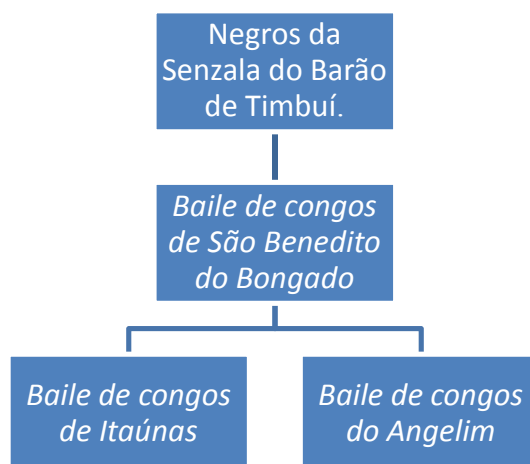 Negros da
Senzala do Barão
de Timbuí.
Baile de congos
de São Benedito
do Bongado
Baile de congos
de Itaúnas
Baile de congos
do Angelim